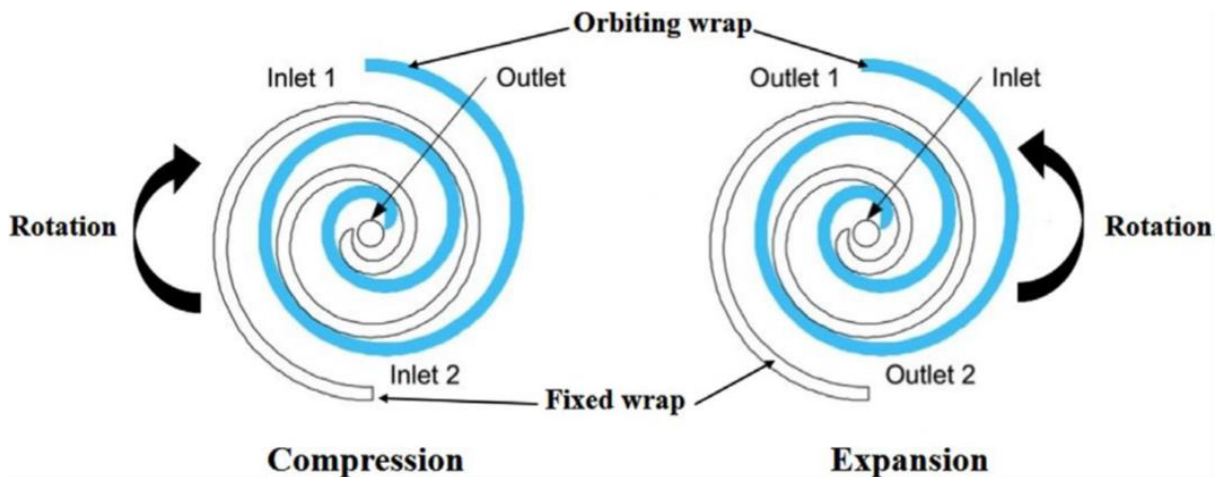 Orbiting wrap
Inlet 1
Outlet
Outlet 1
Inlet
Rotation
Rotation
Inlet 2
Outlet 2
Fixed wrap
Compression
Expansion